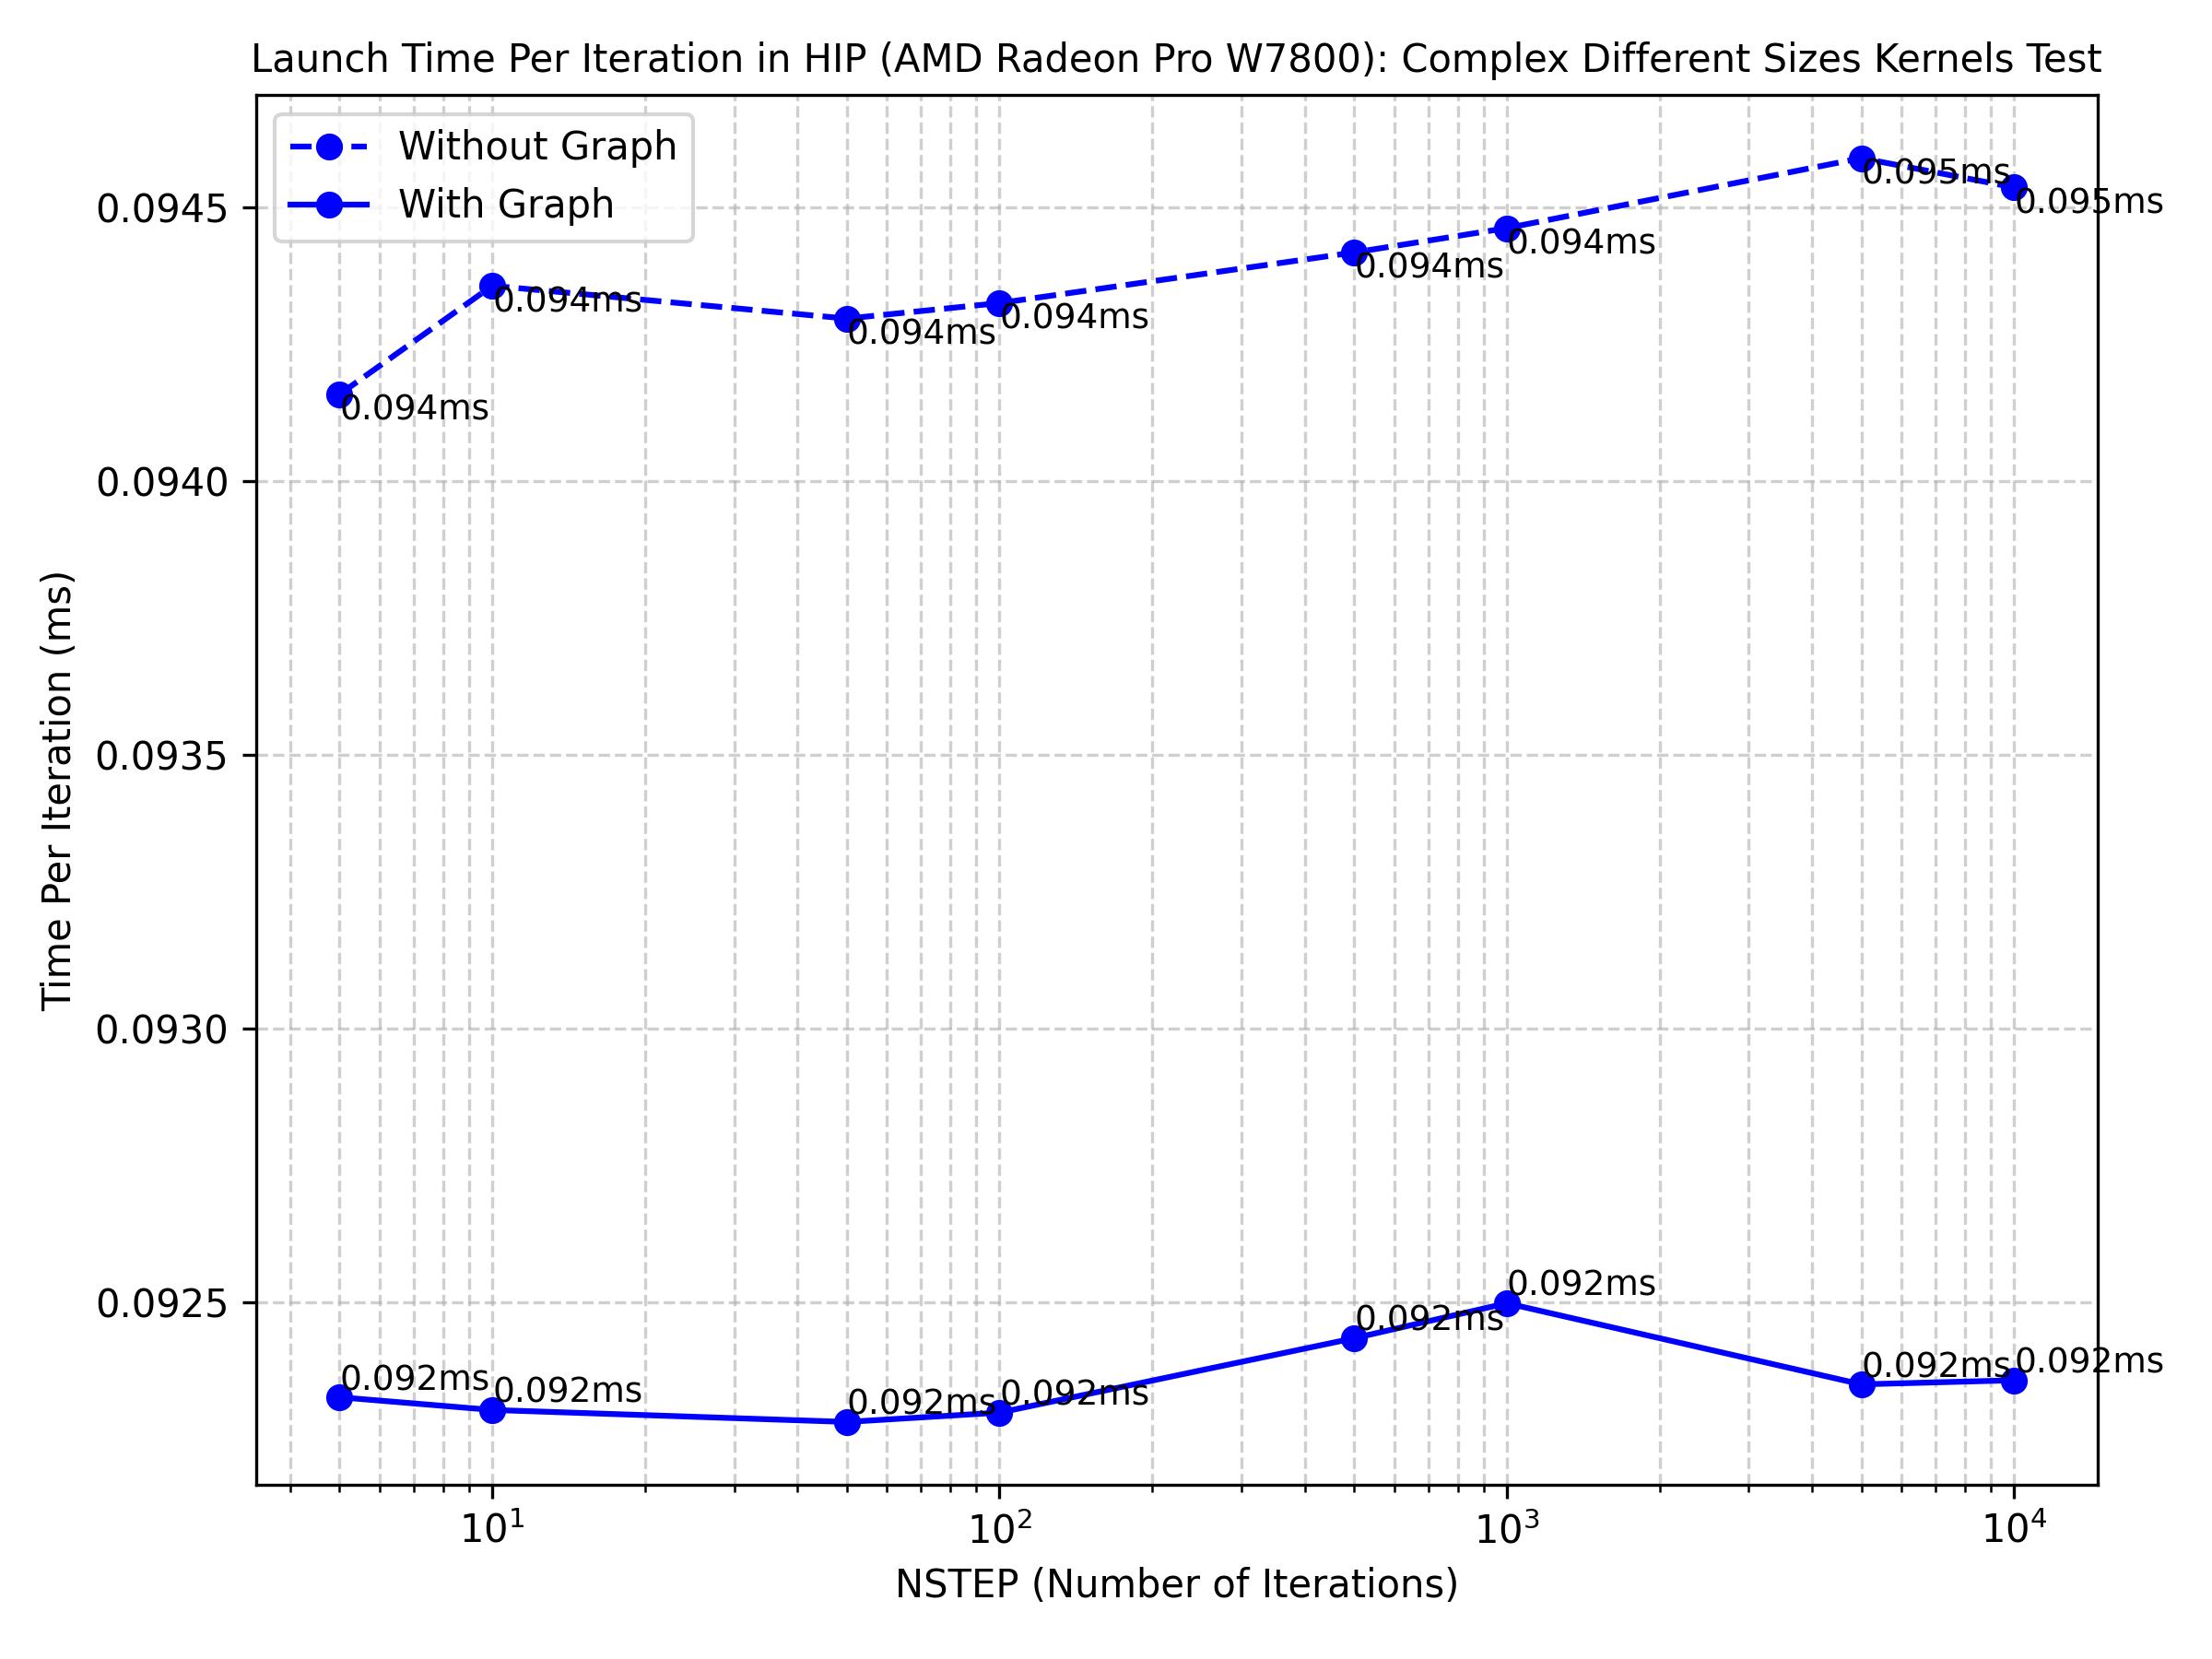 Launch Time Per Iteration in HIP (AMD Radeon Pro W7800): Complex Different Sizes Kernels Test
Without Graph
With Graph
0.0945
0.0940
0.0935
0.0930
0.0925
Time Per Iteration (ms)
0.094ms
0.094ms
0.094ms
0.094ms
0.094ms
0.094ms
0.095ms
0.095ms
0.092ms
0.092ms
0.092ms
0.092ms
0.092ms
0.092ms
0.092ms
0.092ms
10¹
10²
10³
10⁴
NSTEP (Number of Iterations)